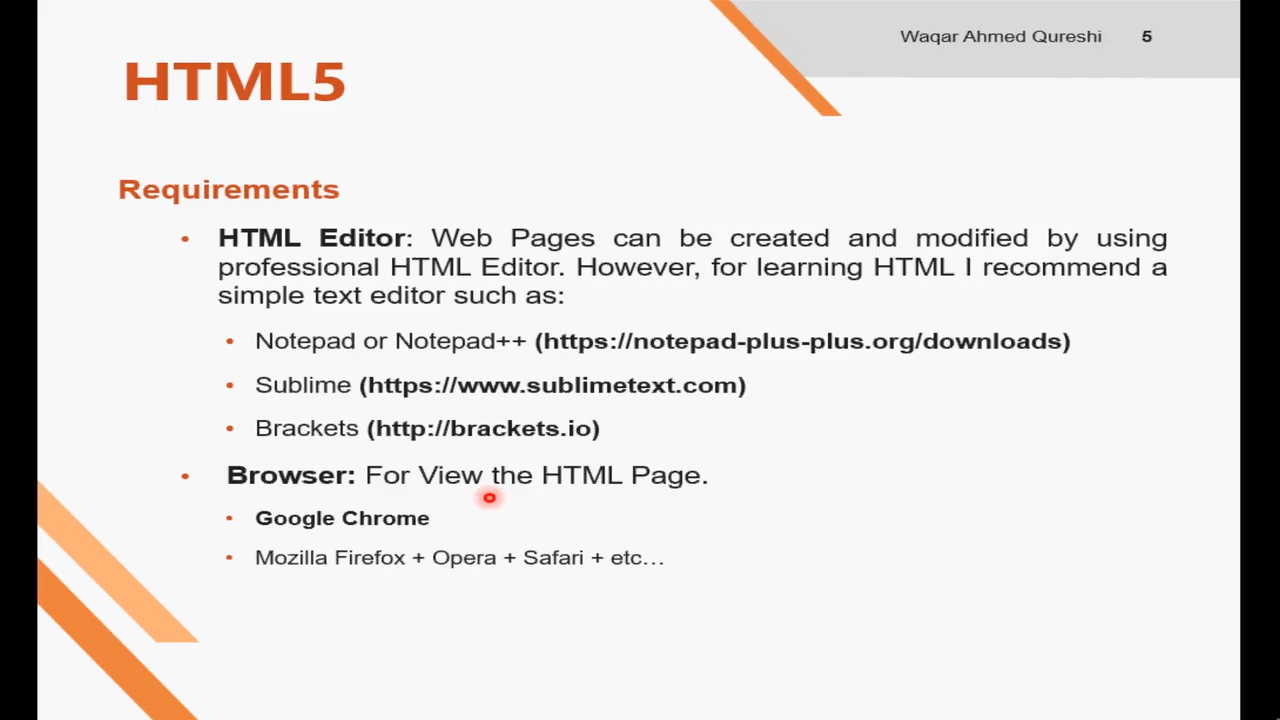 Waqar Ahmed Qureshi 5
HTML5
Requirements
• HTML Editor: Web Pages can be created and modified by using
professional HTML Editor. However, for learning HTML I recommend a
simple text editor such as:
• Notepad or Notepad++ (https://notepad-plus-plus.org/downloads)
• Sublime (https://www.sublimetext.com)
• Brackets (http://brackets.io)
• Browser: For View the HTML Page.
• Google Chrome
• Mozilla Firefox + Opera + Safari + etc…